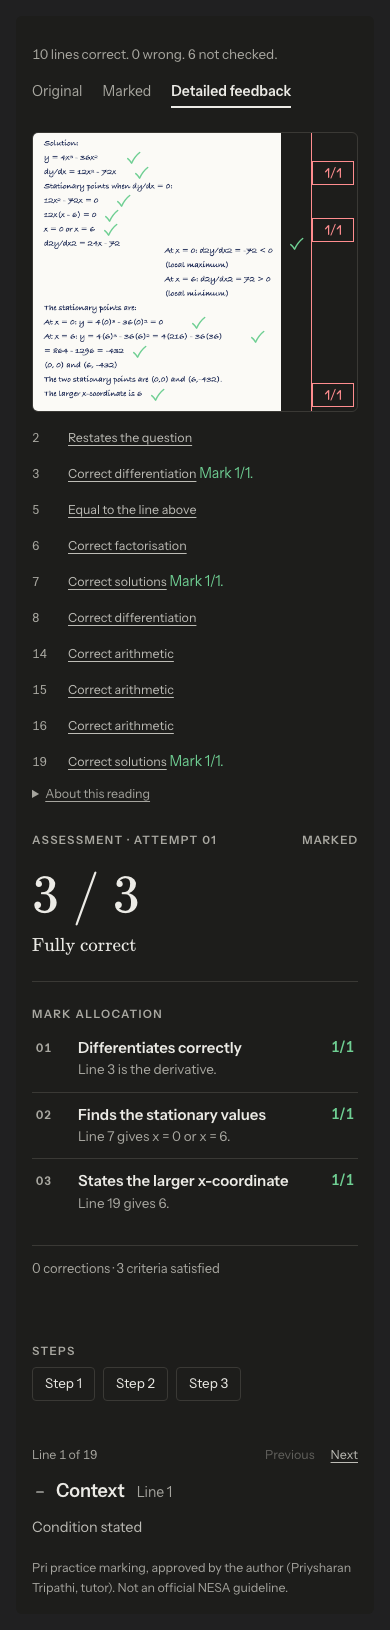 10 lines correct. 0 wrong. 6 not checked.
Original Marked Detailed feedback
Solution:
y = 4x³ - 36x²
dy/dx = 12x² - 72x
Stationary points when dy/dx = 0:
12x² - 72x = 0
12x(x - 6) = 0
x = 0 or x = 6
d2y/dx2 = 24x - 72
At x = 0: d2y/dx2 = -72 < 0
(local maximum)
At x = 6: d2y/dx2 = 72 > 0
(local minimum)
The stationary points are:
At x = 0: y = 4(0)³ - 36(0)² = 0
At x = 6: y = 4(6)³ - 36(6)² = 4(216) - 36(36)
= 864 - 1296 = -432
(0, 0) and (6, -432)
The two stationary points are (0,0) and (6,-432).
The larger x-coordinate is 6
1/1
1/1
1/1
2 Restates the question
3 Correct differentiation Mark 1/1.
5 Equal to the line above
6 Correct factorisation
7 Correct solutions Mark 1/1.
8 Correct differentiation
14 Correct arithmetic
15 Correct arithmetic
16 Correct arithmetic
19 Correct solutions Mark 1/1.
About this reading
ASSESSMENT · ATTEMPT 01 MARKED
3 / 3
Fully correct
MARK ALLOCATION
01 Differentiates correctly 1/1
Line 3 is the derivative.
02 Finds the stationary values 1/1
Line 7 gives x = 0 or x = 6.
03 States the larger x-coordinate 1/1
Line 19 gives 6.
0 corrections · 3 criteria satisfied
STEPS
Step 1 Step 2 Step 3
Line 1 of 19 Previous Next
– Context Line 1
Condition stated
Pri practice marking, approved by the author (Priysharan
Tripathi, tutor). Not an official NESA guideline.